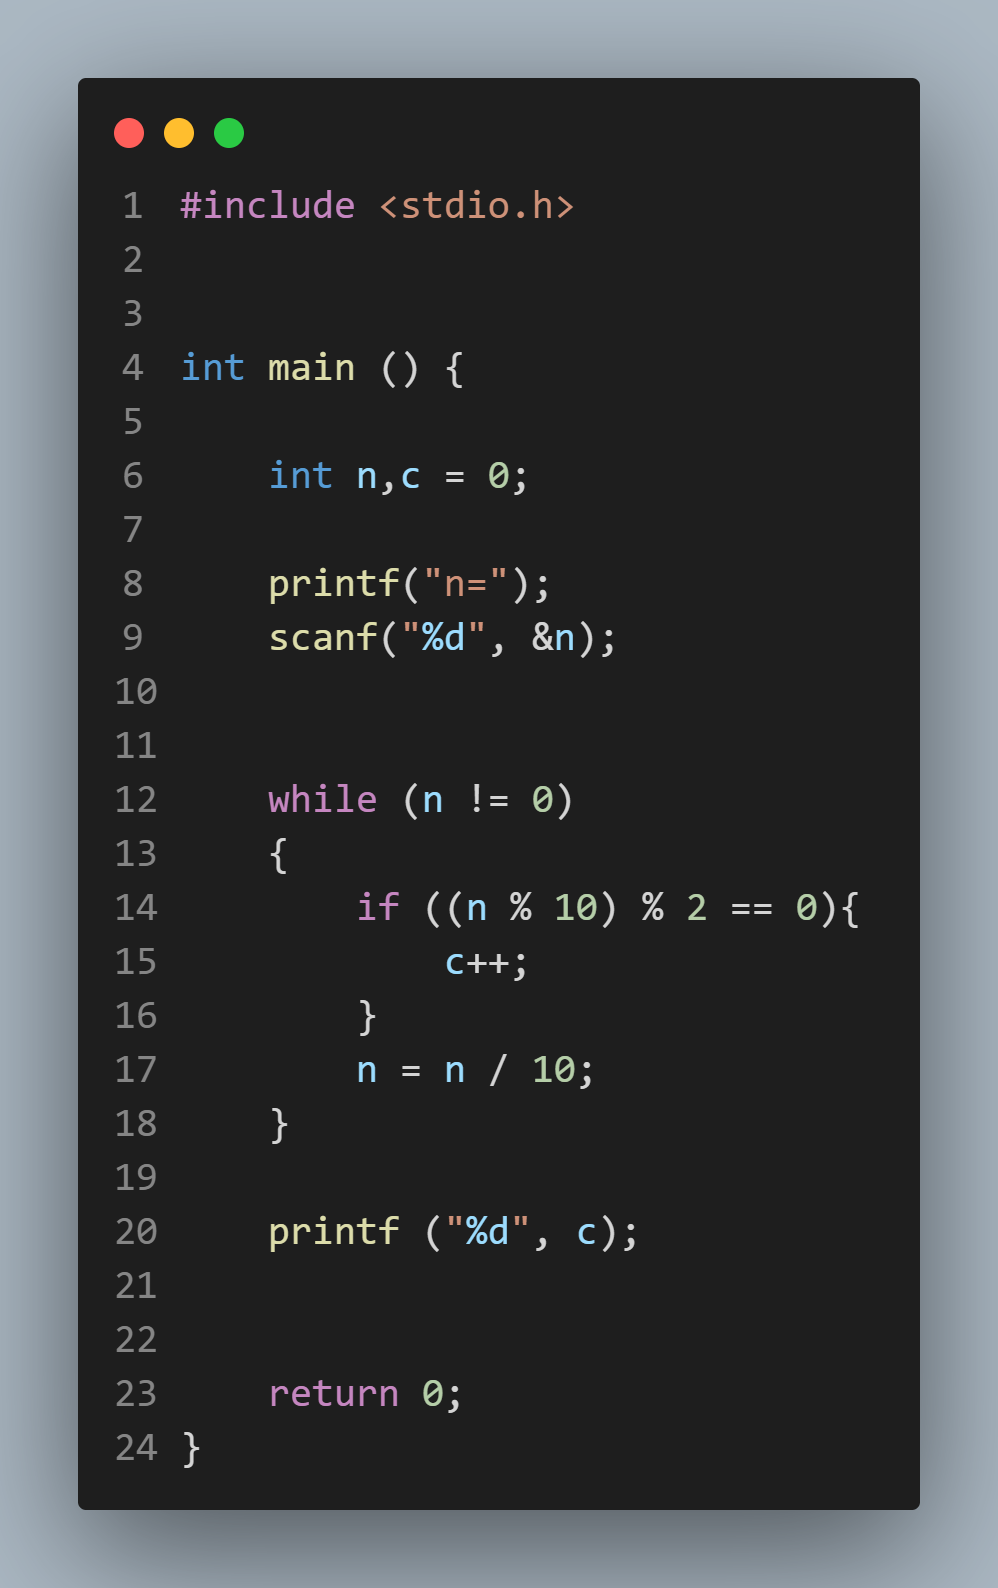 1 #include <stdio.h>
2
3
4 int main () {
5
6     int n,c = 0;
7
8     printf("n=");
9     scanf("%d", &n);
10
11
12     while (n != 0)
13     {
14         if ((n % 10) % 2 == 0){
15             c++;
16         }
17         n = n / 10;
18     }
19
20     printf ("%d", c);
21
22
23     return 0;
24 }